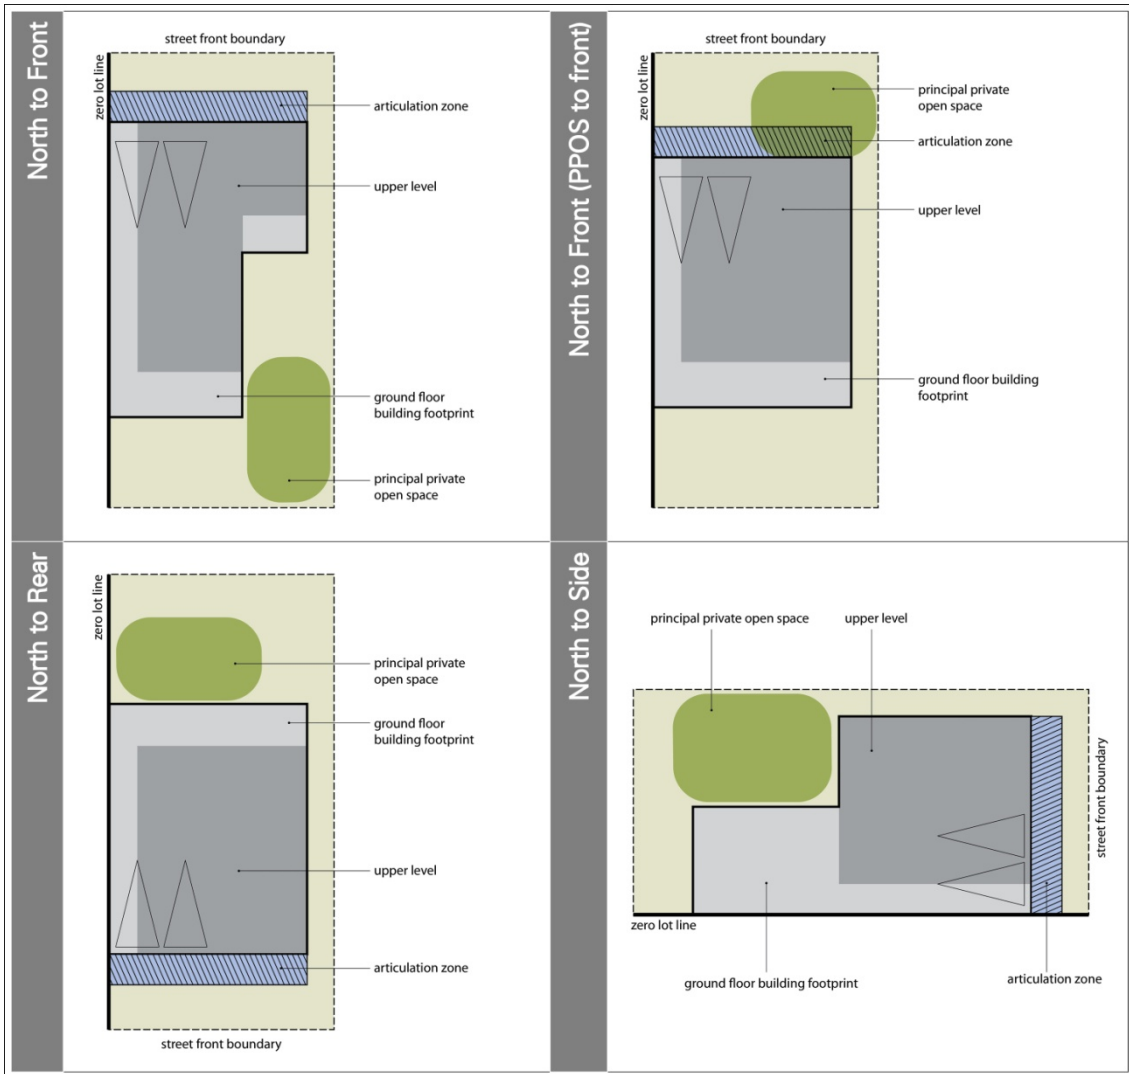 North to Front
street front boundary
zero lot line
articulation zone
upper level
ground floor
building footprint
principal private
open space
North to Front (PPOS to front)
street front boundary
zero lot line
principal private
open space
articulation zone
upper level
ground floor building
footprint
North to Rear
zero lot line
principal private
open space
ground floor
building footprint
upper level
articulation zone
street front boundary
North to Side
principal private open space
upper level
street front boundary
zero lot line
ground floor building footprint
articulation zone